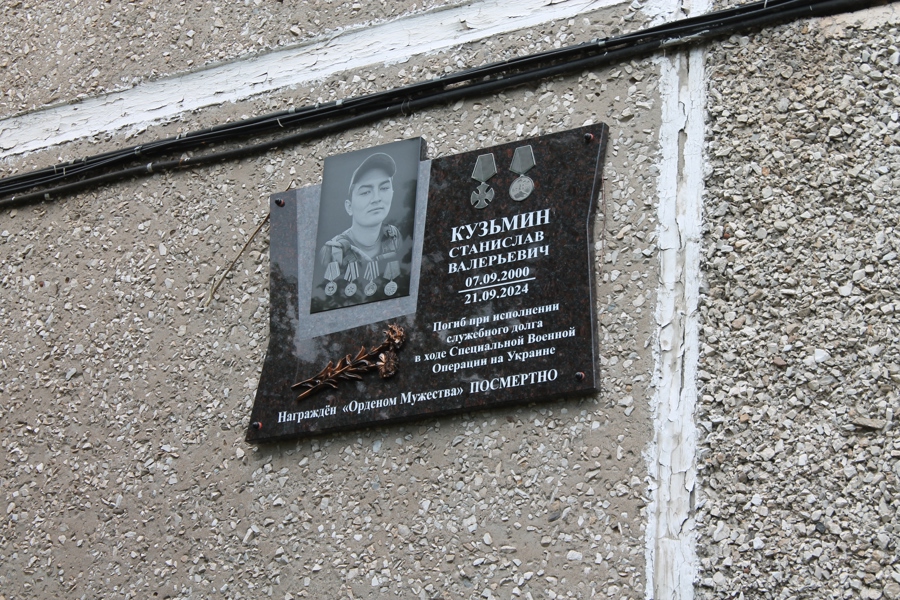 КУЗЬМИН
СТАНИСЛАВ
ВАЛЕРЬЕВИЧ
07.09.2000
21.09.2024
Погиб при исполнении
служебного долга
в ходе Специальной Военной
Операции на Украине
Награждён «Орденом Мужества» ПОСМЕРТНО